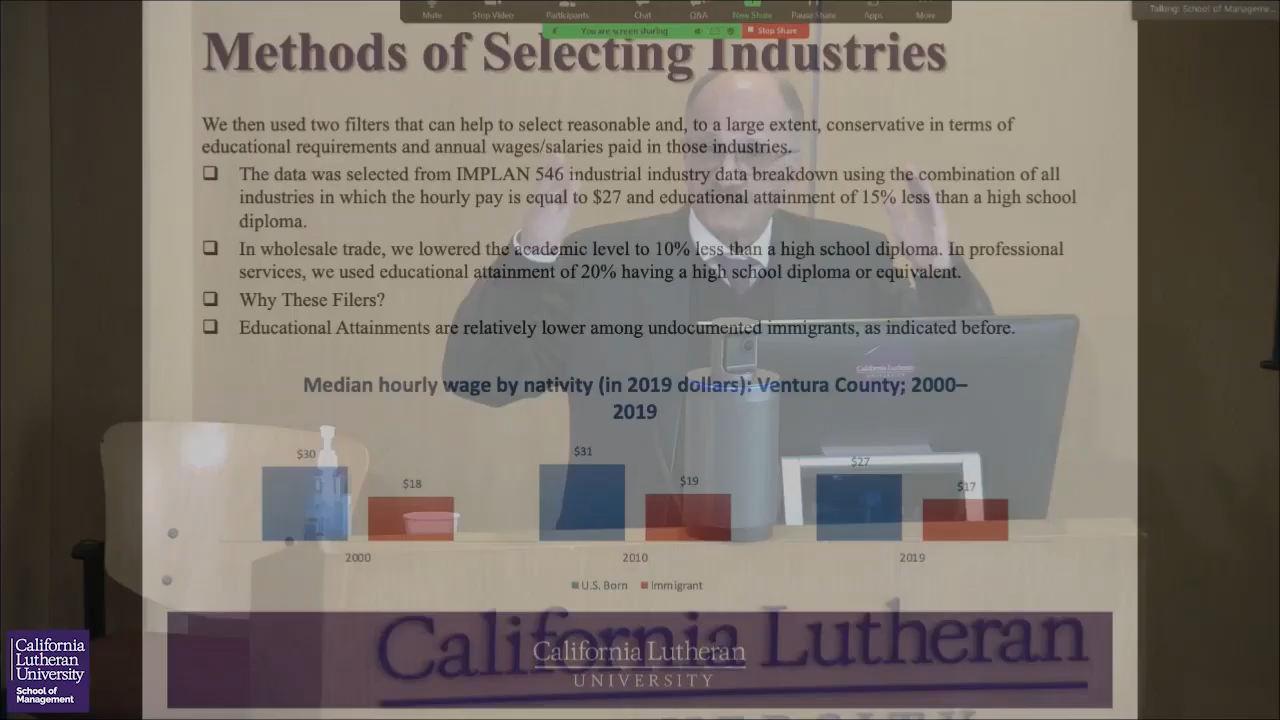 Mute Stop Video Participants Chat Q&A New Share Pause Share Apps More
Talking: School of Manageme...
You are screen sharing Stop Share
Methods of Selecting Industries
We then used two filters that can help to select reasonable and, to a large extent, conservative in terms of
educational requirements and annual wages/salaries paid in those industries.
The data was selected from IMPLAN 546 industrial industry data breakdown using the combination of all
industries in which the hourly pay is equal to $27 and educational attainment of 15% less than a high school
diploma.
In wholesale trade, we lowered the academic level to 10% less than a high school diploma. In professional
services, we used educational attainment of 20% having a high school diploma or equivalent.
Why These Filers?
Educational Attainments are relatively lower among undocumented immigrants, as indicated before.
California Lutheran
Median hourly wage by nativity (in 2019 dollars): Ventura County; 2000–
2019
$30 $18 $31 $19 $27 $17
2000 2010 2019
U.S. Born Immigrant
California Lutheran
California Lutheran
UNIVERSITY
California
Lutheran
University
School of
Management